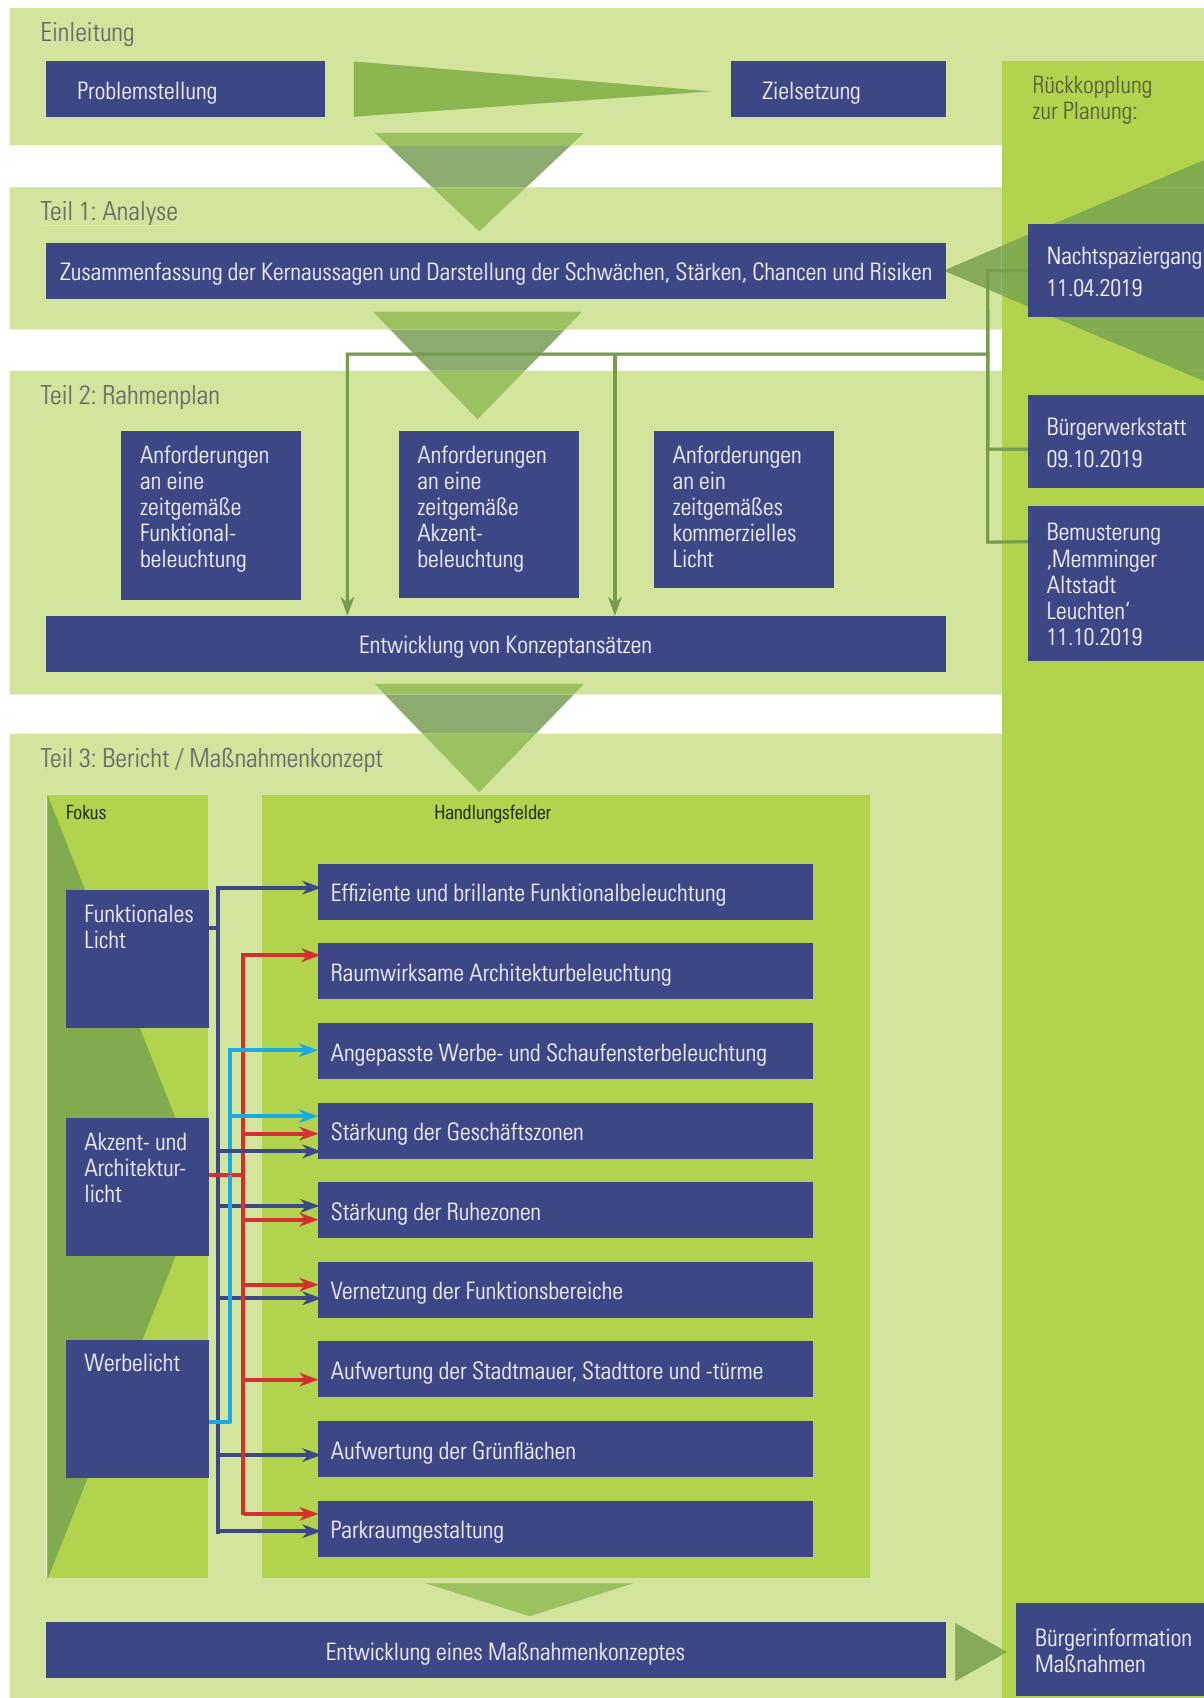 Einleitung
Problemstellung
Zielsetzung
Rückkopplung
zur Planung:
Teil 1: Analyse
Zusammenfassung der Kernaussagen und Darstellung der Schwächen, Stärken, Chancen und Risiken
Nachtspaziergang
11.04.2019
Teil 2: Rahmenplan
Anforderungen
an eine
zeitgemäße
Funktional-
beleuchtung
Anforderungen
an eine
zeitgemäße
Akzent-
beleuchtung
Anforderungen
an ein
zeitgemäßes
kommerzielles
Licht
Bürgerwerkstatt
09.10.2019
Bemusterung
‚Memminger
Altstadt
Leuchten‘
11.10.2019
Entwicklung von Konzeptansätzen
Teil 3: Bericht / Maßnahmenkonzept
Fokus
Handlungsfelder
Funktionales
Licht
Akzent- und
Architektur-
licht
Werbelicht
Effiziente und brillante Funktionalbeleuchtung
Raumwirksame Architekturbeleuchtung
Angepasste Werbe- und Schaufensterbeleuchtung
Stärkung der Geschäftszonen
Stärkung der Ruhezonen
Vernetzung der Funktionsbereiche
Aufwertung der Stadtmauer, Stadttore und -türme
Aufwertung der Grünflächen
Parkraumgestaltung
Entwicklung eines Maßnahmenkonzeptes
Bürgerinformation
Maßnahmen